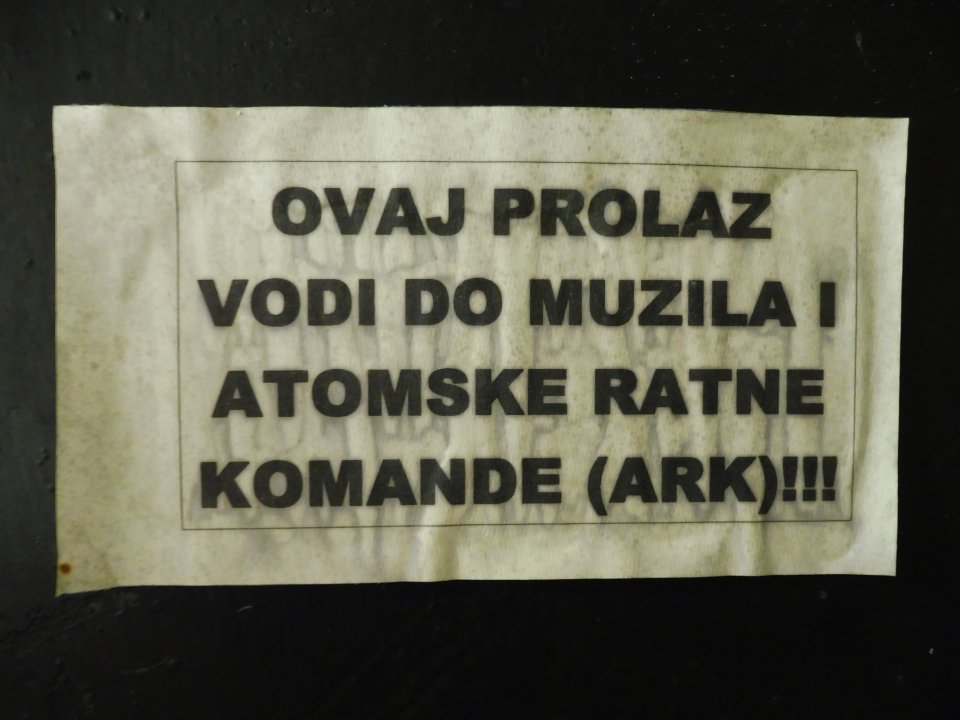 OVAJ PROLAZ
VODI DO MUZILA I
ATOMSKE RATNE
KOMANDE (ARK)!!!